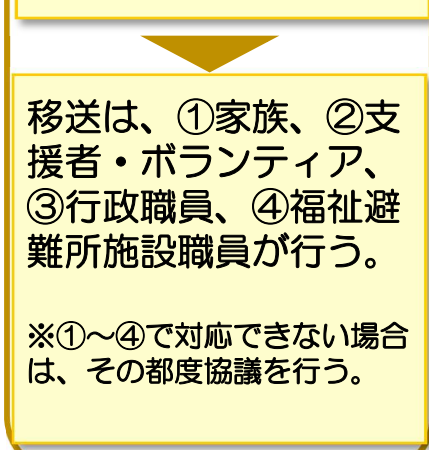 移送は、①家族、②支
援者・ボランティア、
③行政職員、④福祉避
難所施設職員が行う。
※①～④で対応できない場合
は、その都度協議を行う。